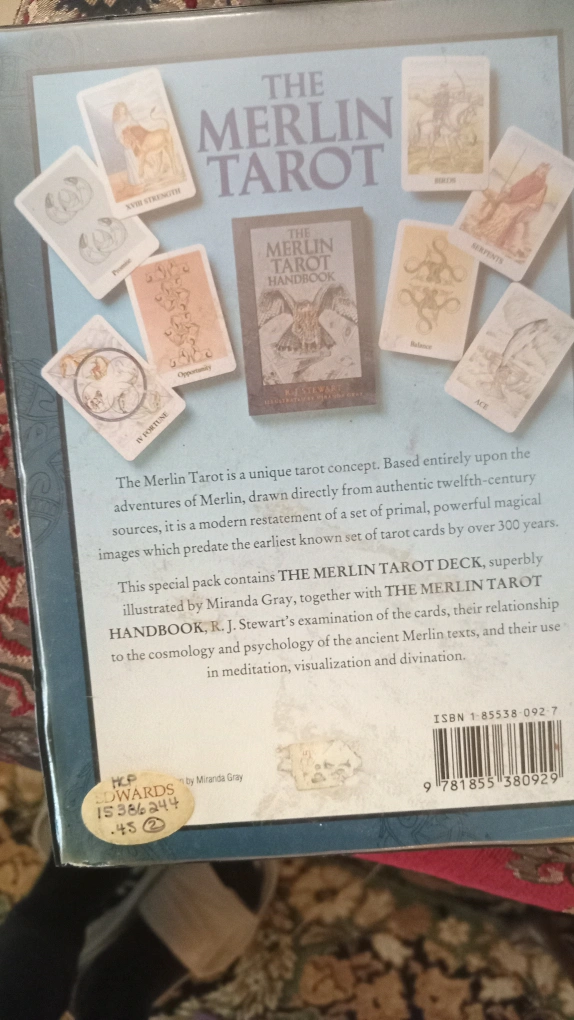 THE
MERLIN
TAROT
XVIII STRENGTH
BIRDS
SERPENTS
Promise
THE
MERLIN
TAROT
HANDBOOK
R. J. STEWART
Opportunity
Balance
ACE
IV FORTUNE
The Merlin Tarot is a unique tarot concept. Based entirely upon the
adventures of Merlin, drawn directly from authentic twelfth-century
sources, it is a modern restatement of a set of primal, powerful magical
images which predate the earliest known set of tarot cards by over 300 years.
This special pack contains THE MERLIN TAROT DECK, superbly
illustrated by Miranda Gray, together with THE MERLIN TAROT
HANDBOOK, R. J. Stewart's examination of the cards, their relationship
to the cosmology and psychology of the ancient Merlin texts, and their use
in meditation, visualization and divination.
ISBN 1-85538-092-7
9 781855 380929
by Miranda Gray
HCP
DWARDS
15386244
.45 2